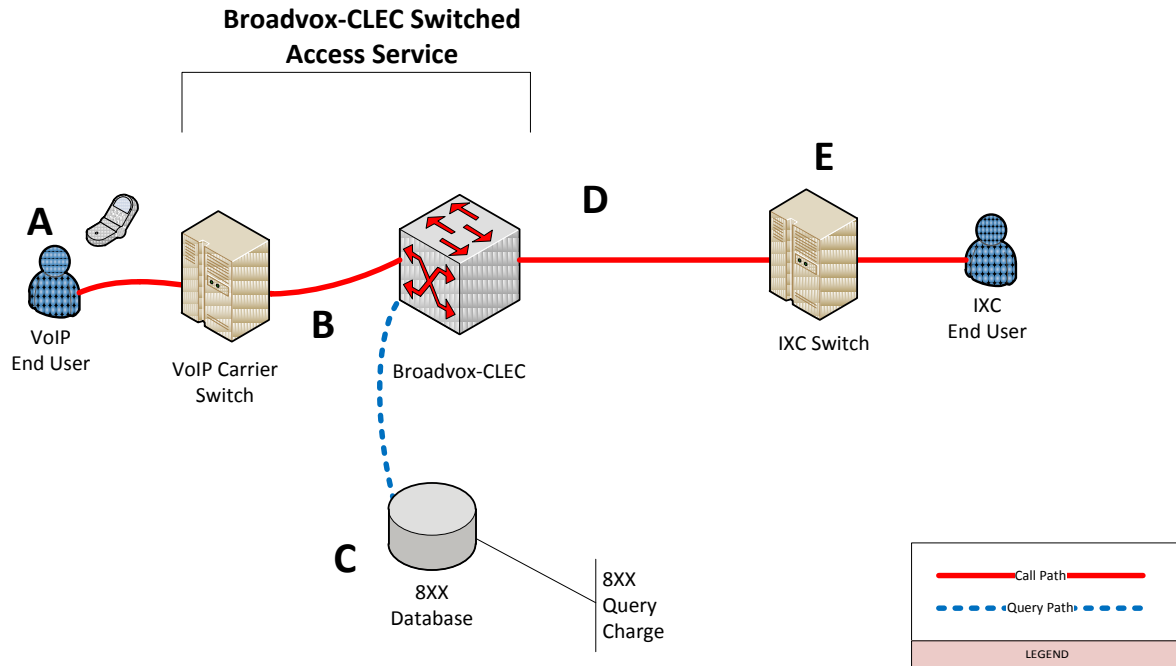 Broadvox-CLEC Switched
Access Service
A
B
C
D
E
VoIP
End User
VoIP Carrier
Switch
Broadvox-CLEC
IXC Switch
IXC
End User
8XX
Database
8XX
Query
Charge
Call Path
Query Path
LEGEND